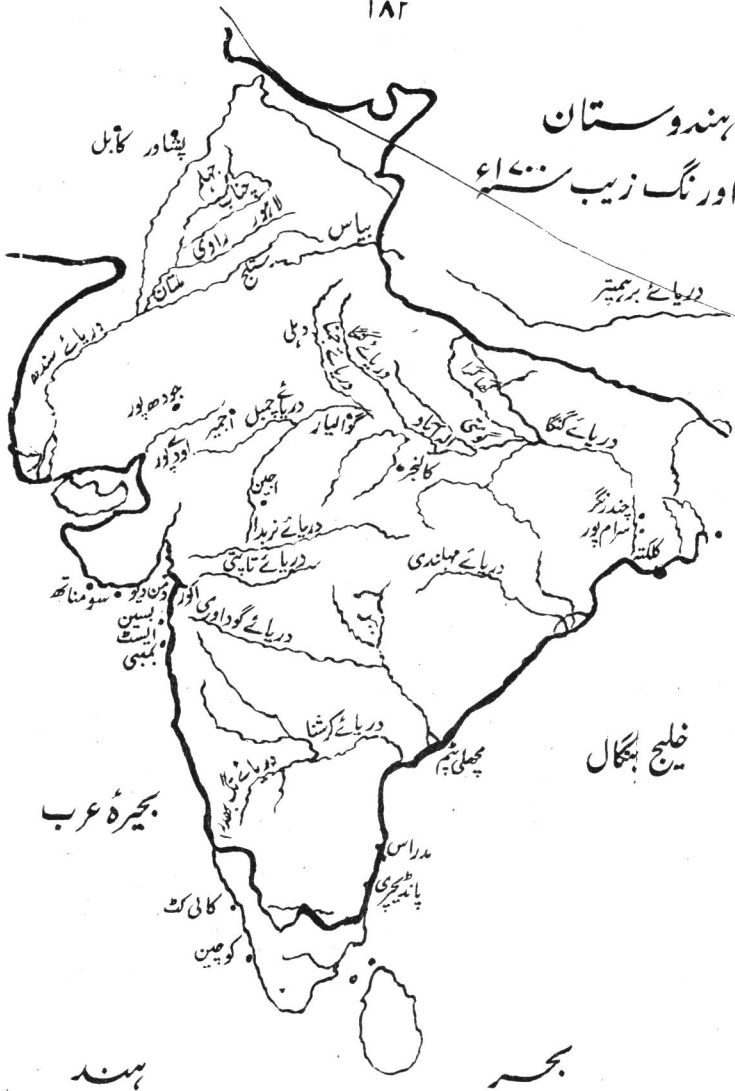 ۱۸۲
ہندوستان
اورنگ زیب ۱۷۰۰ء
کابل
پشاور
جہلم
چناب
لاہور
راوی
بیاس
ستلج
ملتان
دریائے سندھ
دریائے برہمپتر
دہلی
جودھپور
اجمیر
دریائے چمبل
گوالیار
اودے پور
الہ آباد
دریائے گنگا
کالنجر
اجین
چندرنگر
سرام پور
کلکتہ
دریائے نربدا
دریائے تاپتی
دریائے مہاندی
سومناتھ
دیو
دمن
بسین
ایسٹ
بمبئی
دریائے گوداوری
دریائے کرشنا
مچھلی پٹم
خلیج بنگال
بحیرۂ عرب
مدراس
پانڈیچری
کالی کٹ
کوچین
بحر
ہند